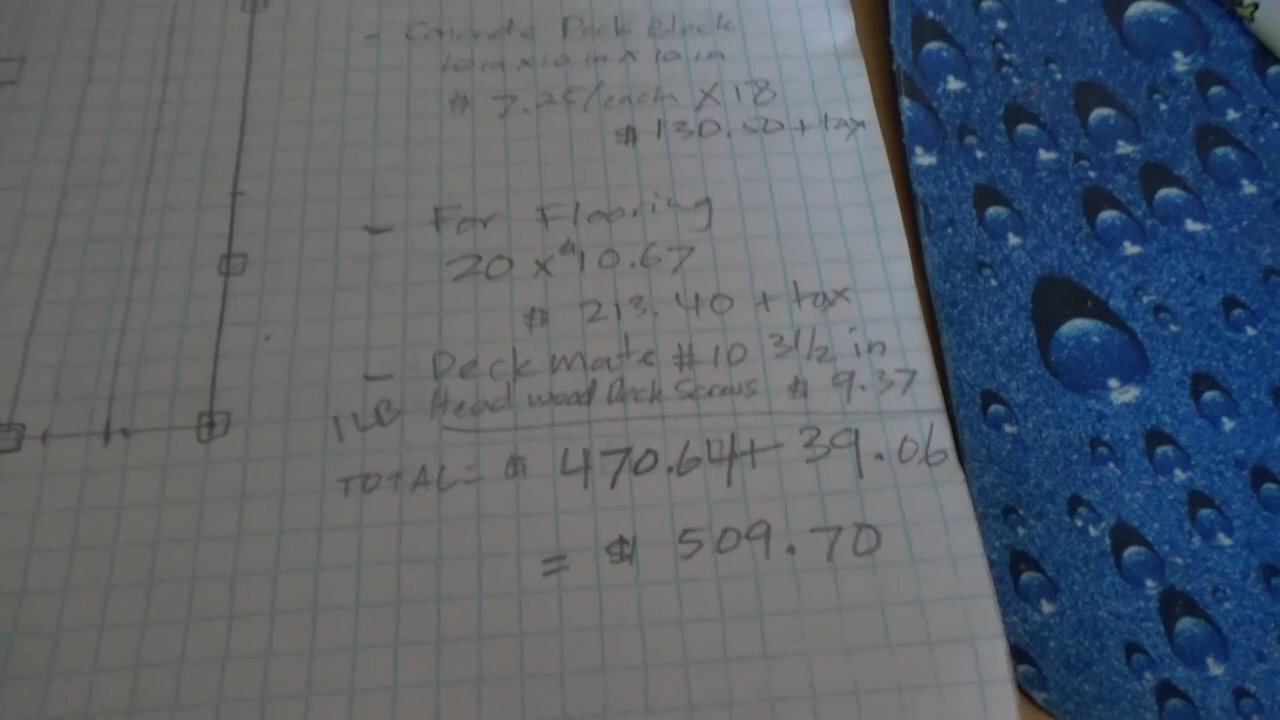 - Concrete Deck Block
10 in x 10 in x 10 in
$ 7.25/each X 18
$ 130.50 + tax
- For Flooring
20 x $10.67
$ 213.40 + tax
- Deck Mate #10 3 1/2 in
1 LB Head wood Deck Screws $ 9.37
TOTAL = $ 470.64 + 39.06
= $ 509.70